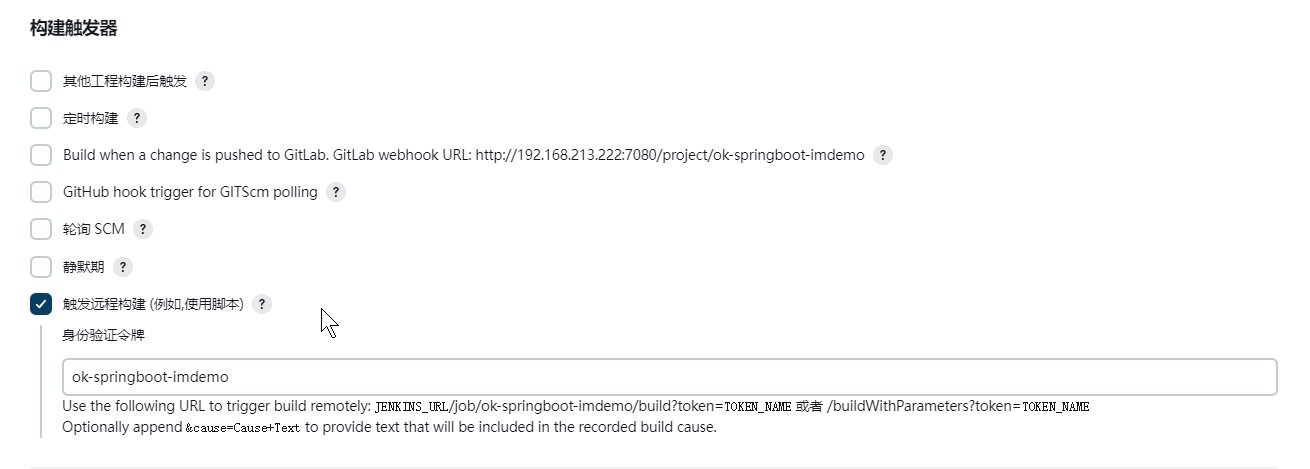 构建触发器
其他工程构建后触发 ?
定时构建 ?
Build when a change is pushed to GitLab. GitLab webhook URL: http://192.168.213.222:7080/project/ok-springboot-imdemo ?
GitHub hook trigger for GITScm polling ?
轮询 SCM ?
静默期 ?
触发远程构建 (例如,使用脚本) ?
身份验证令牌
ok-springboot-imdemo
Use the following URL to trigger build remotely: JENKINS_URL/job/ok-springboot-imdemo/build?token=TOKEN_NAME 或者 /buildWithParameters?token=TOKEN_NAME
Optionally append &cause=Cause+Text to provide text that will be included in the recorded build cause.